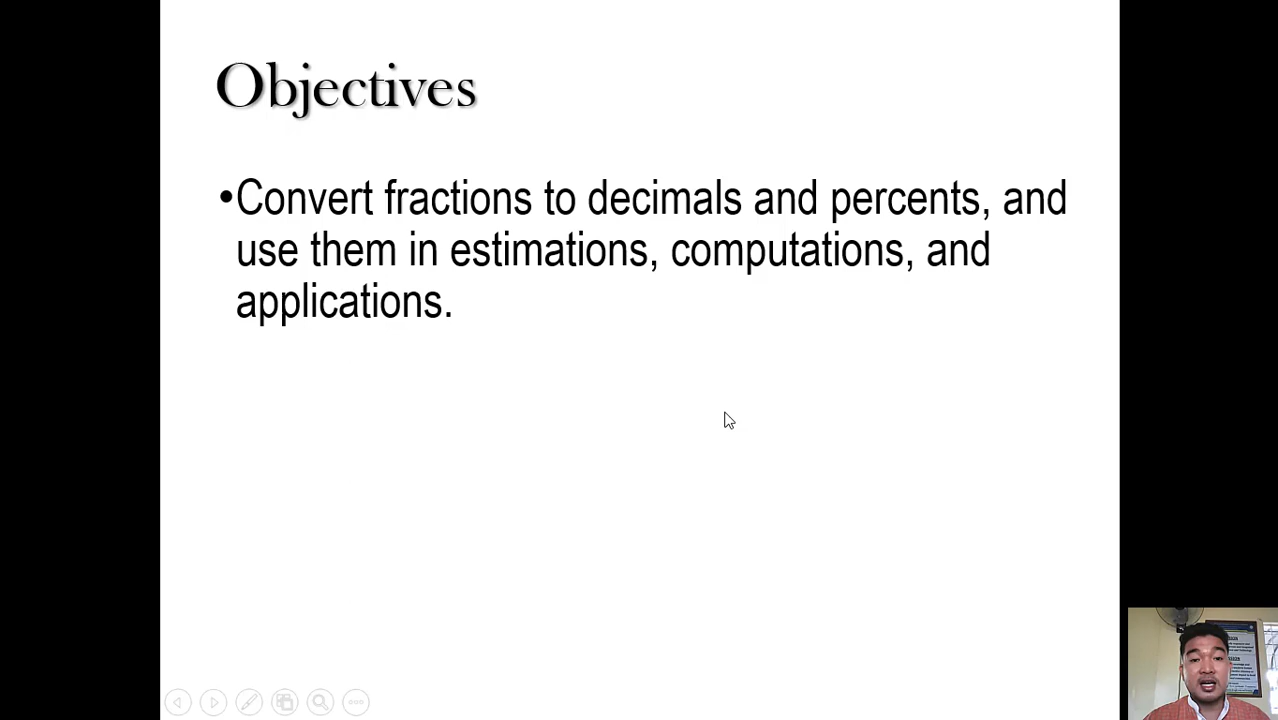 Objectives
•Convert fractions to decimals and percents, and
use them in estimations, computations, and
applications.